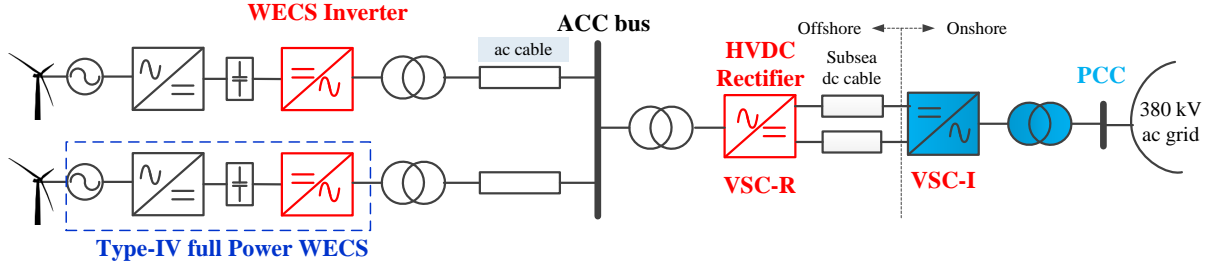 WECS Inverter
ACC bus
ac cable
Offshore
Onshore
HVDC
Rectifier
Subsea
dc cable
PCC
380 kV
ac grid
VSC-R
VSC-I
Type-IV full Power WECS